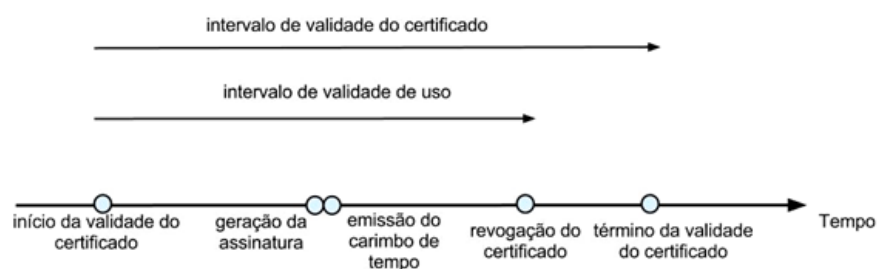 intervalo de validade do certificado
intervalo de validade de uso
início da validade do
certificado
geração da
assinatura
emissão do
carimbo de
tempo
revogação do
certificado
término da validade
do certificado
Tempo